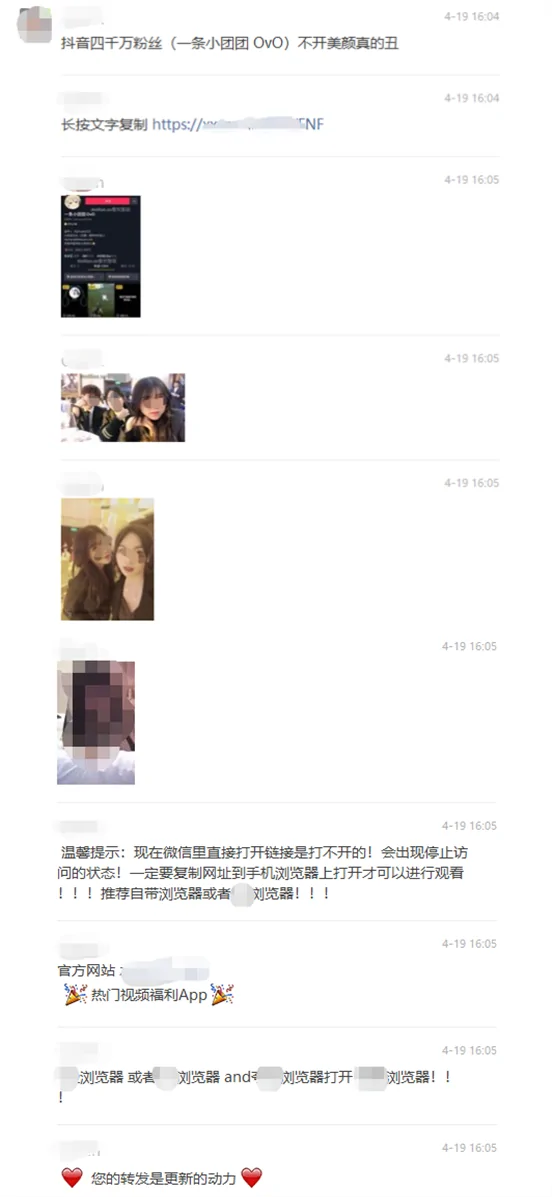 4-19 16:04
抖音四千万粉丝（一条小团团 OvO）不开美颜真的丑
4-19 16:04
长按文字复制 https:// NF
4-19 16:05
一条小团团OvO
4-19 16:05
4-19 16:05
4-19 16:05
4-19 16:05
温馨提示：现在微信里直接打开链接是打不开的！会出现停止访
问的状态！一定要复制网址到手机浏览器上打开才可以进行观看
！！！推荐自带浏览器或者 浏览器！！！
4-19 16:05
官方网站：
🎉热门视频福利App🎉
4-19 16:05
浏览器 或者 浏览器 and 浏览器打开 浏览器！！
！
4-19 16:05
❤️ 您的转发是更新的动力 ❤️